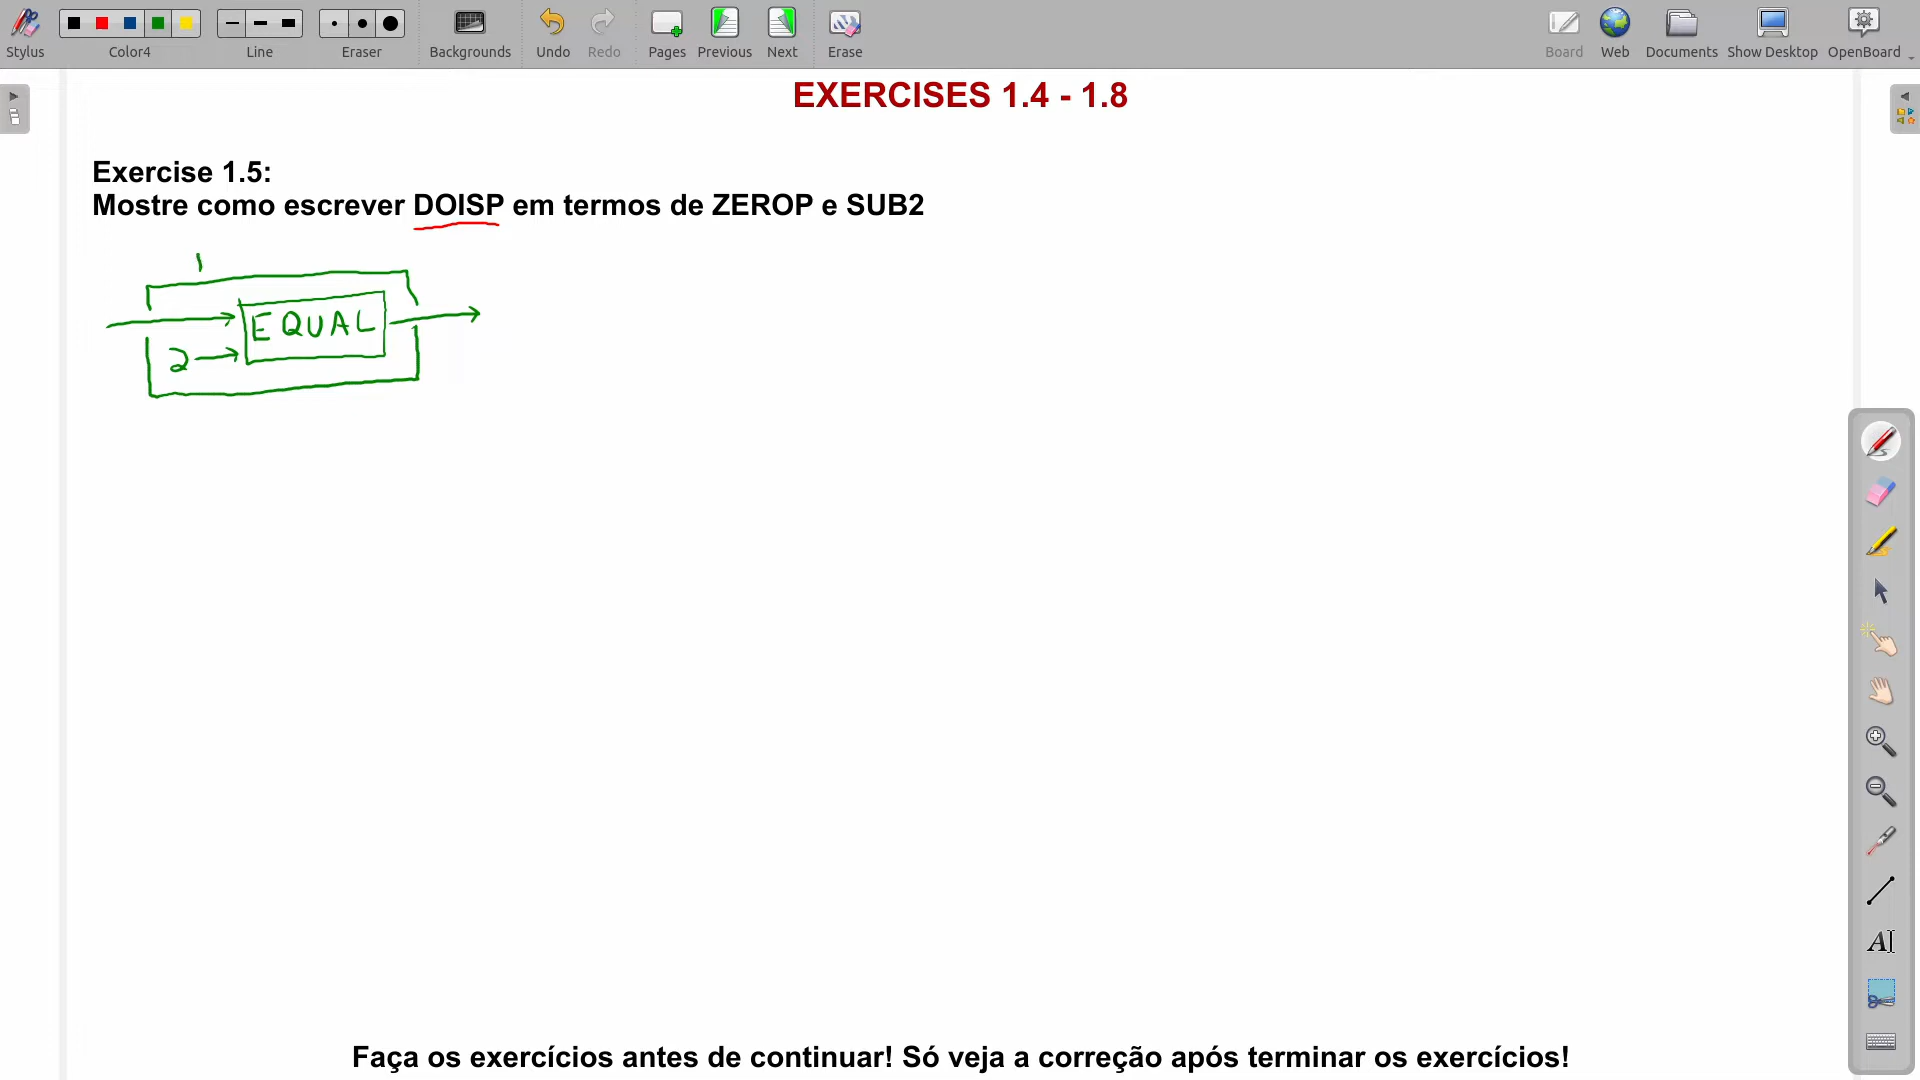 Stylus Color4 Line Eraser Backgrounds Undo Redo Pages Previous Next Erase Board Web Documents Show Desktop OpenBoard
EXERCISES 1.4 - 1.8
Exercise 1.5:
Mostre como escrever DOISP em termos de ZEROP e SUB2
EQUAL
2
Faça os exercícios antes de continuar! Só veja a correção após terminar os exercícios!